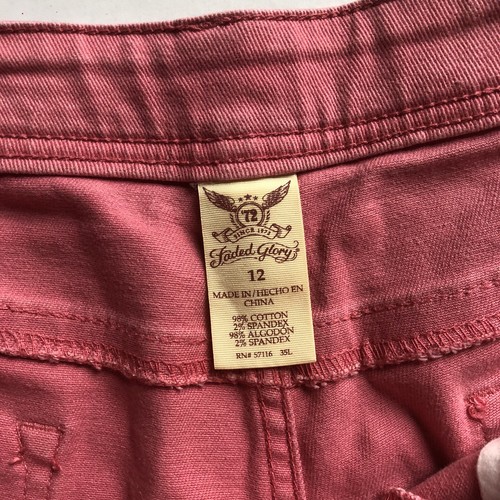 72
SINCE 1972
Faded Glory
12
MADE IN/HECHO EN
CHINA
98% COTTON
2% SPANDEX
98% ALGODON
2% SPANDEX
RN# 57116 35L